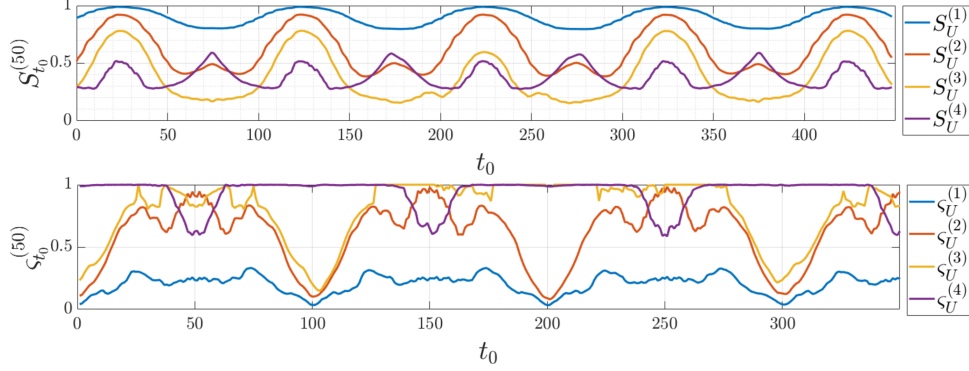 S_{t_0}^{(50)}
1
0.5
0
0 50 100 150 200 250 300 350 400
t_0
S_U^{(1)}
S_U^{(2)}
S_U^{(3)}
S_U^{(4)}
ς_{t_0}^{(50)}
1
0.5
0
0 50 100 150 200 250 300
t_0
ς_U^{(1)}
ς_U^{(2)}
ς_U^{(3)}
ς_U^{(4)}